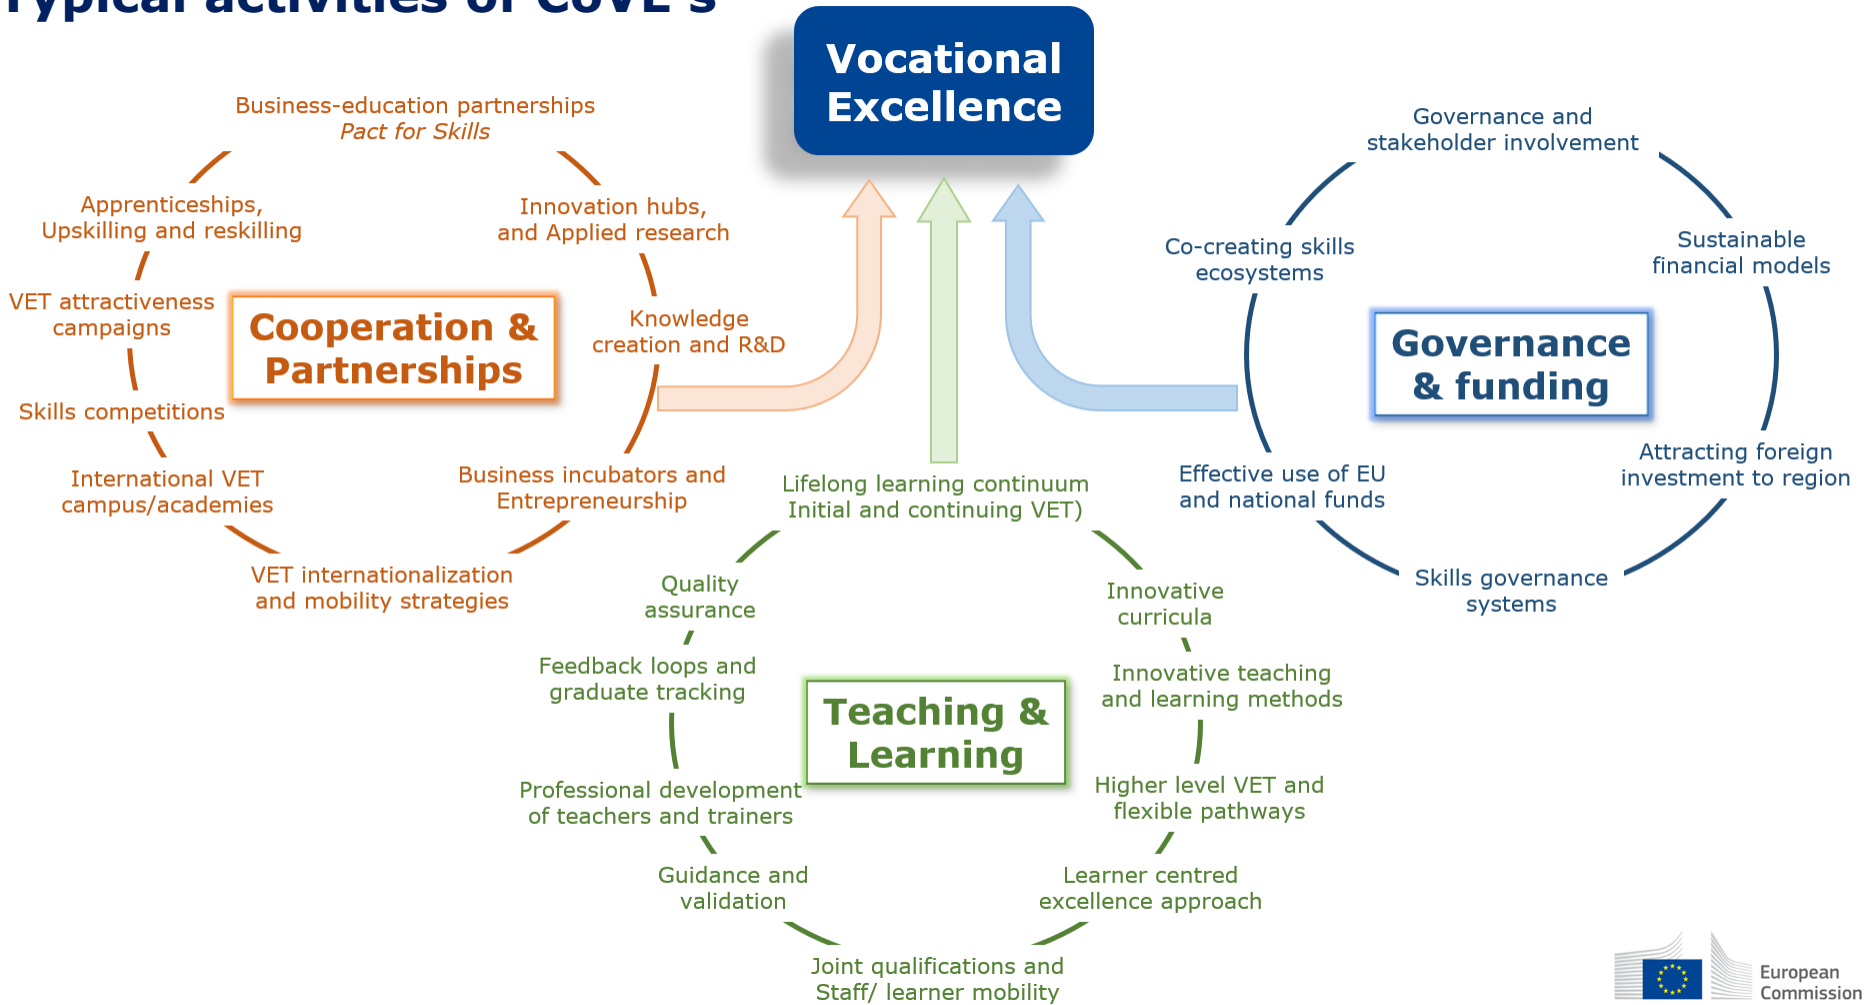 Typical activities of CoVE's
Vocational
Excellence
Business-education partnerships
Pact for Skills
Apprenticeships,
Upskilling and reskilling
Innovation hubs,
and Applied research
VET attractiveness
campaigns
Cooperation &
Partnerships
Knowledge
creation and R&D
Skills competitions
International VET
campus/academies
Business incubators and
Entrepreneurship
VET internationalization
and mobility strategies
Governance and
stakeholder involvement
Co-creating skills
ecosystems
Sustainable
financial models
Governance
& funding
Effective use of EU
and national funds
Attracting foreign
investment to region
Skills governance
systems
Lifelong learning continuum
Initial and continuing VET)
Quality
assurance
Innovative
curricula
Feedback loops and
graduate tracking
Innovative teaching
and learning methods
Teaching &
Learning
Professional development
of teachers and trainers
Higher level VET and
flexible pathways
Guidance and
validation
Learner centred
excellence approach
Joint qualifications and
Staff/ learner mobility
European
Commission